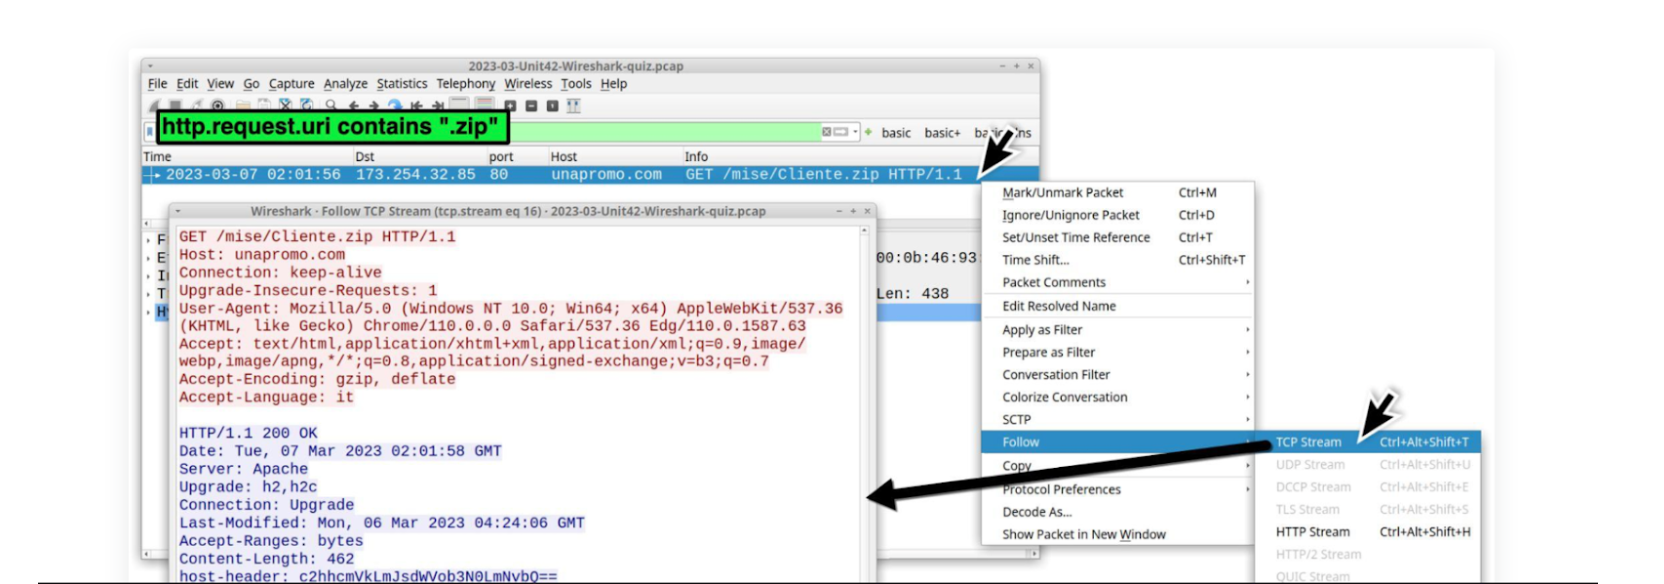 2023-03-Unit42-Wireshark-quiz.pcap
File Edit View Go Capture Analyze Statistics Telephony Wireless Tools Help
http.request.uri contains ".zip"
basic basic+
Time Dst port Host Info
2023-03-07 02:01:56 173.254.32.85 80 unapromo.com GET /mise/Cliente.zip HTTP/1.1
Wireshark · Follow TCP Stream (tcp.stream eq 16) · 2023-03-Unit42-Wireshark-quiz.pcap
GET /mise/Cliente.zip HTTP/1.1
Host: unapromo.com
Connection: keep-alive
Upgrade-Insecure-Requests: 1
User-Agent: Mozilla/5.0 (Windows NT 10.0; Win64; x64) AppleWebKit/537.36
(KHTML, like Gecko) Chrome/110.0.0.0 Safari/537.36 Edg/110.0.1587.63
Accept: text/html,application/xhtml+xml,application/xml;q=0.9,image/
webp,image/apng,*/*;q=0.8,application/signed-exchange;v=b3;q=0.7
Accept-Encoding: gzip, deflate
Accept-Language: it
HTTP/1.1 200 OK
Date: Tue, 07 Mar 2023 02:01:58 GMT
Server: Apache
Upgrade: h2,h2c
Connection: Upgrade
Last-Modified: Mon, 06 Mar 2023 04:24:06 GMT
Accept-Ranges: bytes
Content-Length: 462
host-header: c2hhcmVkLmJsdWVob3N0LmNvbQ==
00:0b:46:93
Len: 438
Mark/Unmark Packet Ctrl+M
Ignore/Unignore Packet Ctrl+D
Set/Unset Time Reference Ctrl+T
Time Shift... Ctrl+Shift+T
Packet Comments
Edit Resolved Name
Apply as Filter
Prepare as Filter
Conversation Filter
Colorize Conversation
SCTP
Follow
Copy
Protocol Preferences
Decode As...
Show Packet in New Window
TCP Stream Ctrl+Alt+Shift+T
UDP Stream Ctrl+Alt+Shift+U
DCCP Stream Ctrl+Alt+Shift+E
TLS Stream Ctrl+Alt+Shift+S
HTTP Stream Ctrl+Alt+Shift+H
HTTP/2 Stream
QUIC Stream